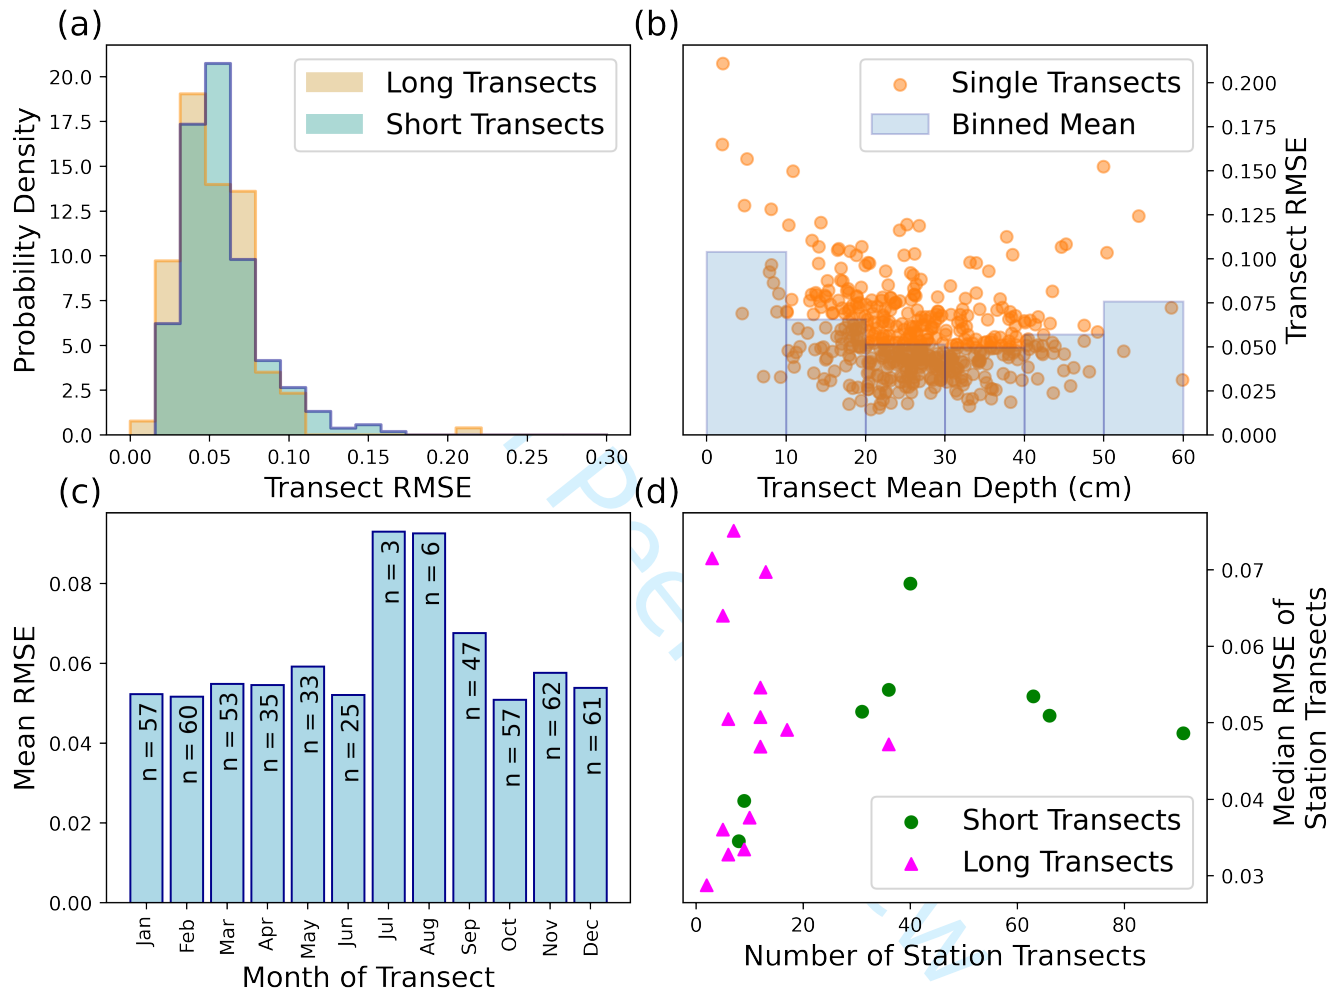 (a)
Probability Density
20.0
17.5
15.0
12.5
10.0
7.5
5.0
2.5
0.0
Long Transects
Short Transects
0.00 0.05 0.10 0.15 0.20 0.25 0.30
Transect RMSE
(b)
Single Transects
Binned Mean
0.200
0.175
0.150
0.125
0.100
0.075
0.050
0.025
0.000
Transect RMSE
0 10 20 30 40 50 60
Transect Mean Depth (cm)
(c)
Mean RMSE
0.08
0.06
0.04
0.02
0.00
n = 57
n = 60
n = 53
n = 35
n = 33
n = 25
n = 3
n = 6
n = 47
n = 57
n = 62
n = 61
Jan
Feb
Mar
Apr
May
Jun
Jul
Aug
Sep
Oct
Nov
Dec
Month of Transect
(d)
0.07
0.06
0.05
0.04
0.03
Median RMSE of
Station Transects
Short Transects
Long Transects
0 20 40 60 80
Number of Station Transects
Peer